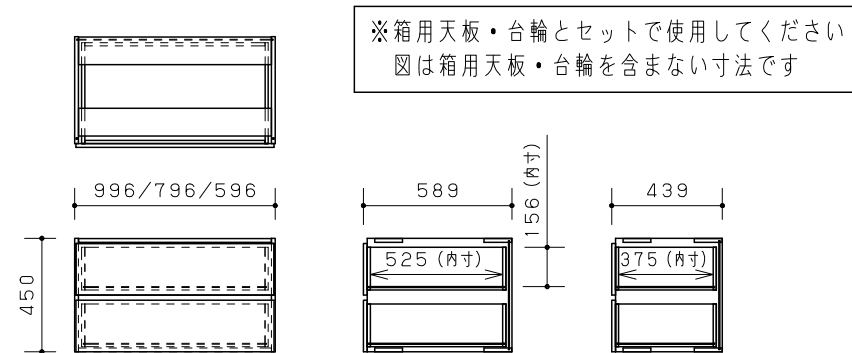 ※箱用天板・台輪とセットで使用してください
図は箱用天板・台輪を含まない寸法です
996/796/596
589
156(内寸)
439
450
525(内寸)
375(内寸)